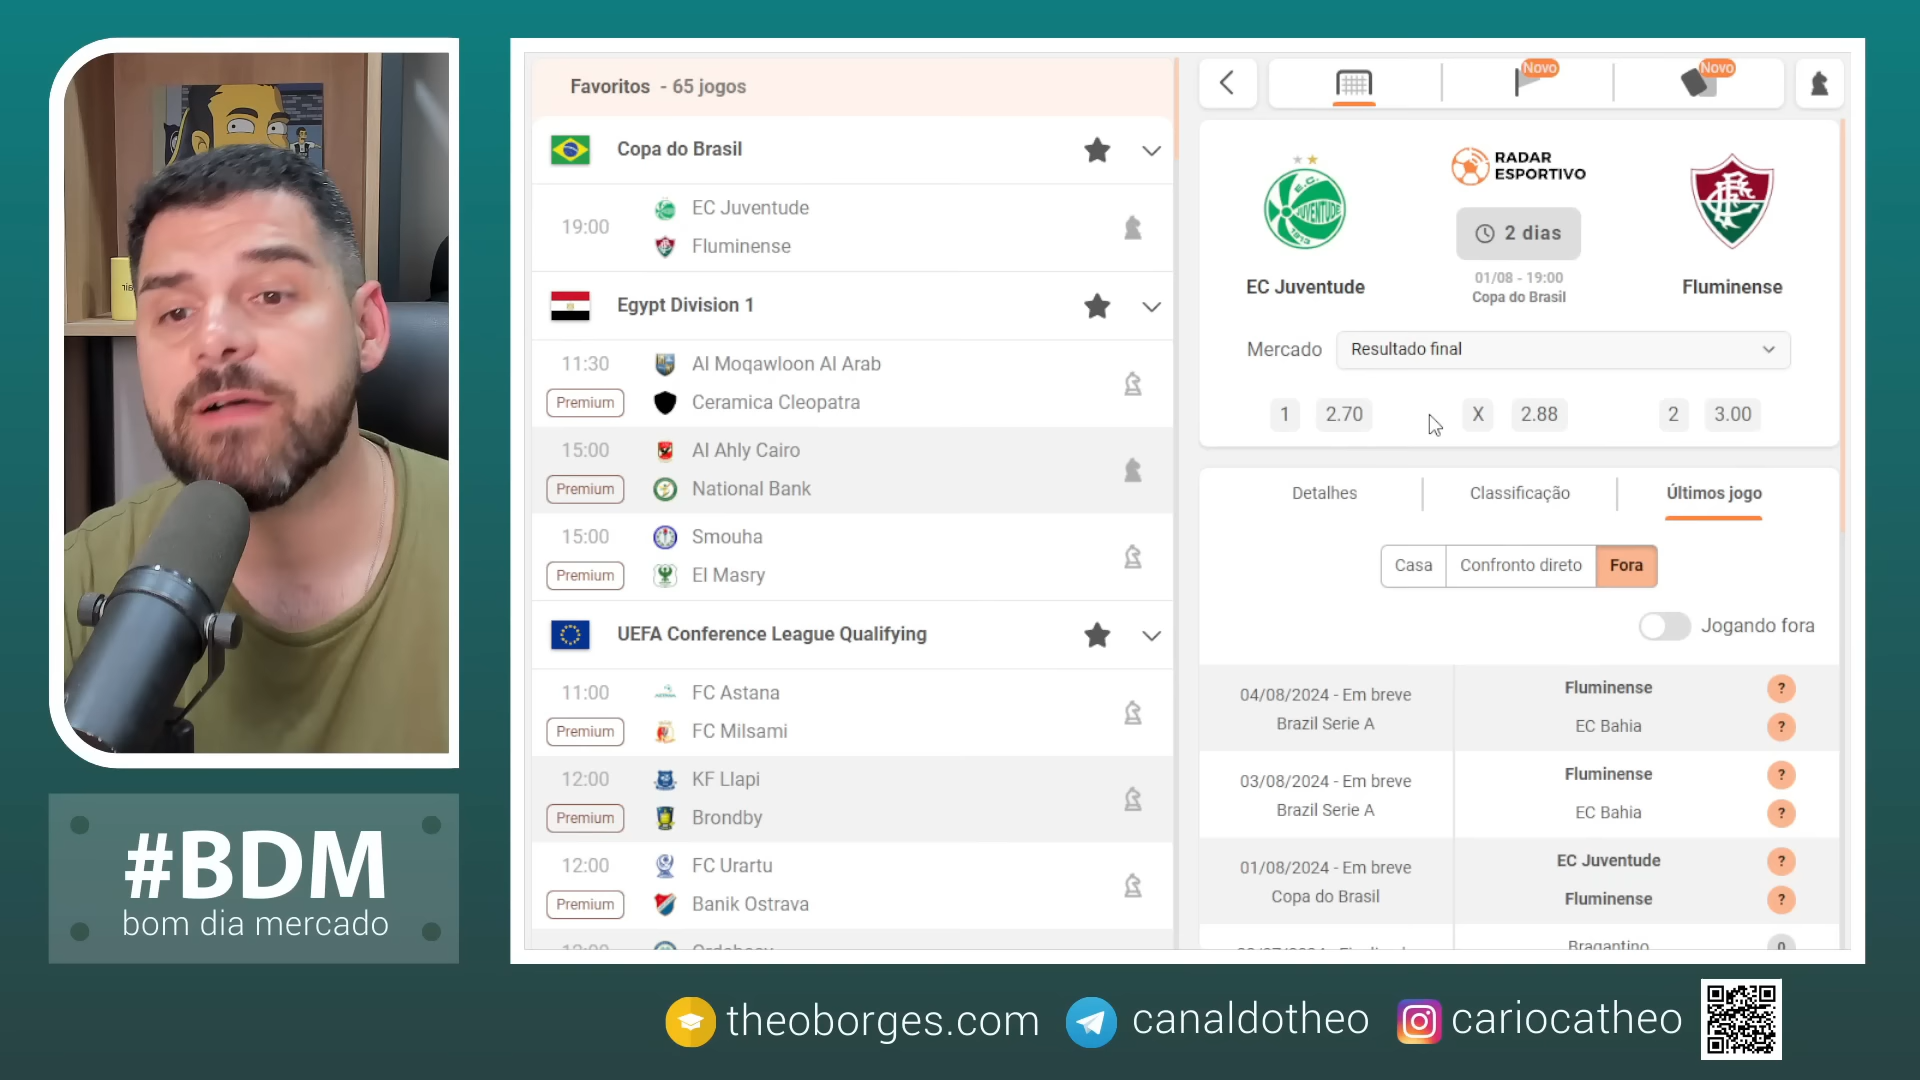 Favoritos - 65 jogos
Copa do Brasil
19:00
EC Juventude
Fluminense
Egypt Division 1
11:30
Premium
Al Moqawloon Al Arab
Ceramica Cleopatra
15:00
Premium
Al Ahly Cairo
National Bank
15:00
Premium
Smouha
El Masry
UEFA Conference League Qualifying
11:00
Premium
FC Astana
FC Milsami
12:00
Premium
KF Llapi
Brondby
12:00
Premium
FC Urartu
Banik Ostrava
Novo
Novo
RADAR
ESPORTIVO
2 dias
01/08 - 19:00
Copa do Brasil
EC Juventude
Fluminense
Mercado
Resultado final
1 2.70 X 2.88 2 3.00
Detalhes
Classificação
Últimos jogo
Casa
Confronto direto
Fora
Jogando fora
04/08/2024 - Em breve
Brazil Serie A
Fluminense ?
EC Bahia ?
03/08/2024 - Em breve
Brazil Serie A
Fluminense ?
EC Bahia ?
01/08/2024 - Em breve
Copa do Brasil
EC Juventude ?
Fluminense ?
Bragantino
#BDM
bom dia mercado
theoborges.com
canaldotheo
cariocatheo